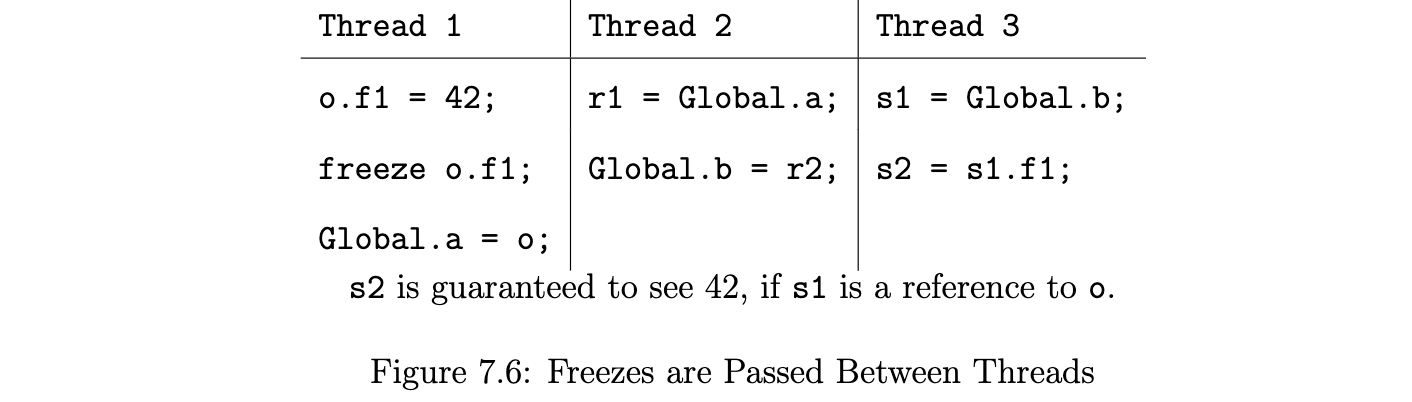 Thread 1 Thread 2 Thread 3
o.f1 = 42; r1 = Global.a; s1 = Global.b;
freeze o.f1; Global.b = r2; s2 = s1.f1;
Global.a = o;
s2 is guaranteed to see 42, if s1 is a reference to o.
Figure 7.6: Freezes are Passed Between Threads